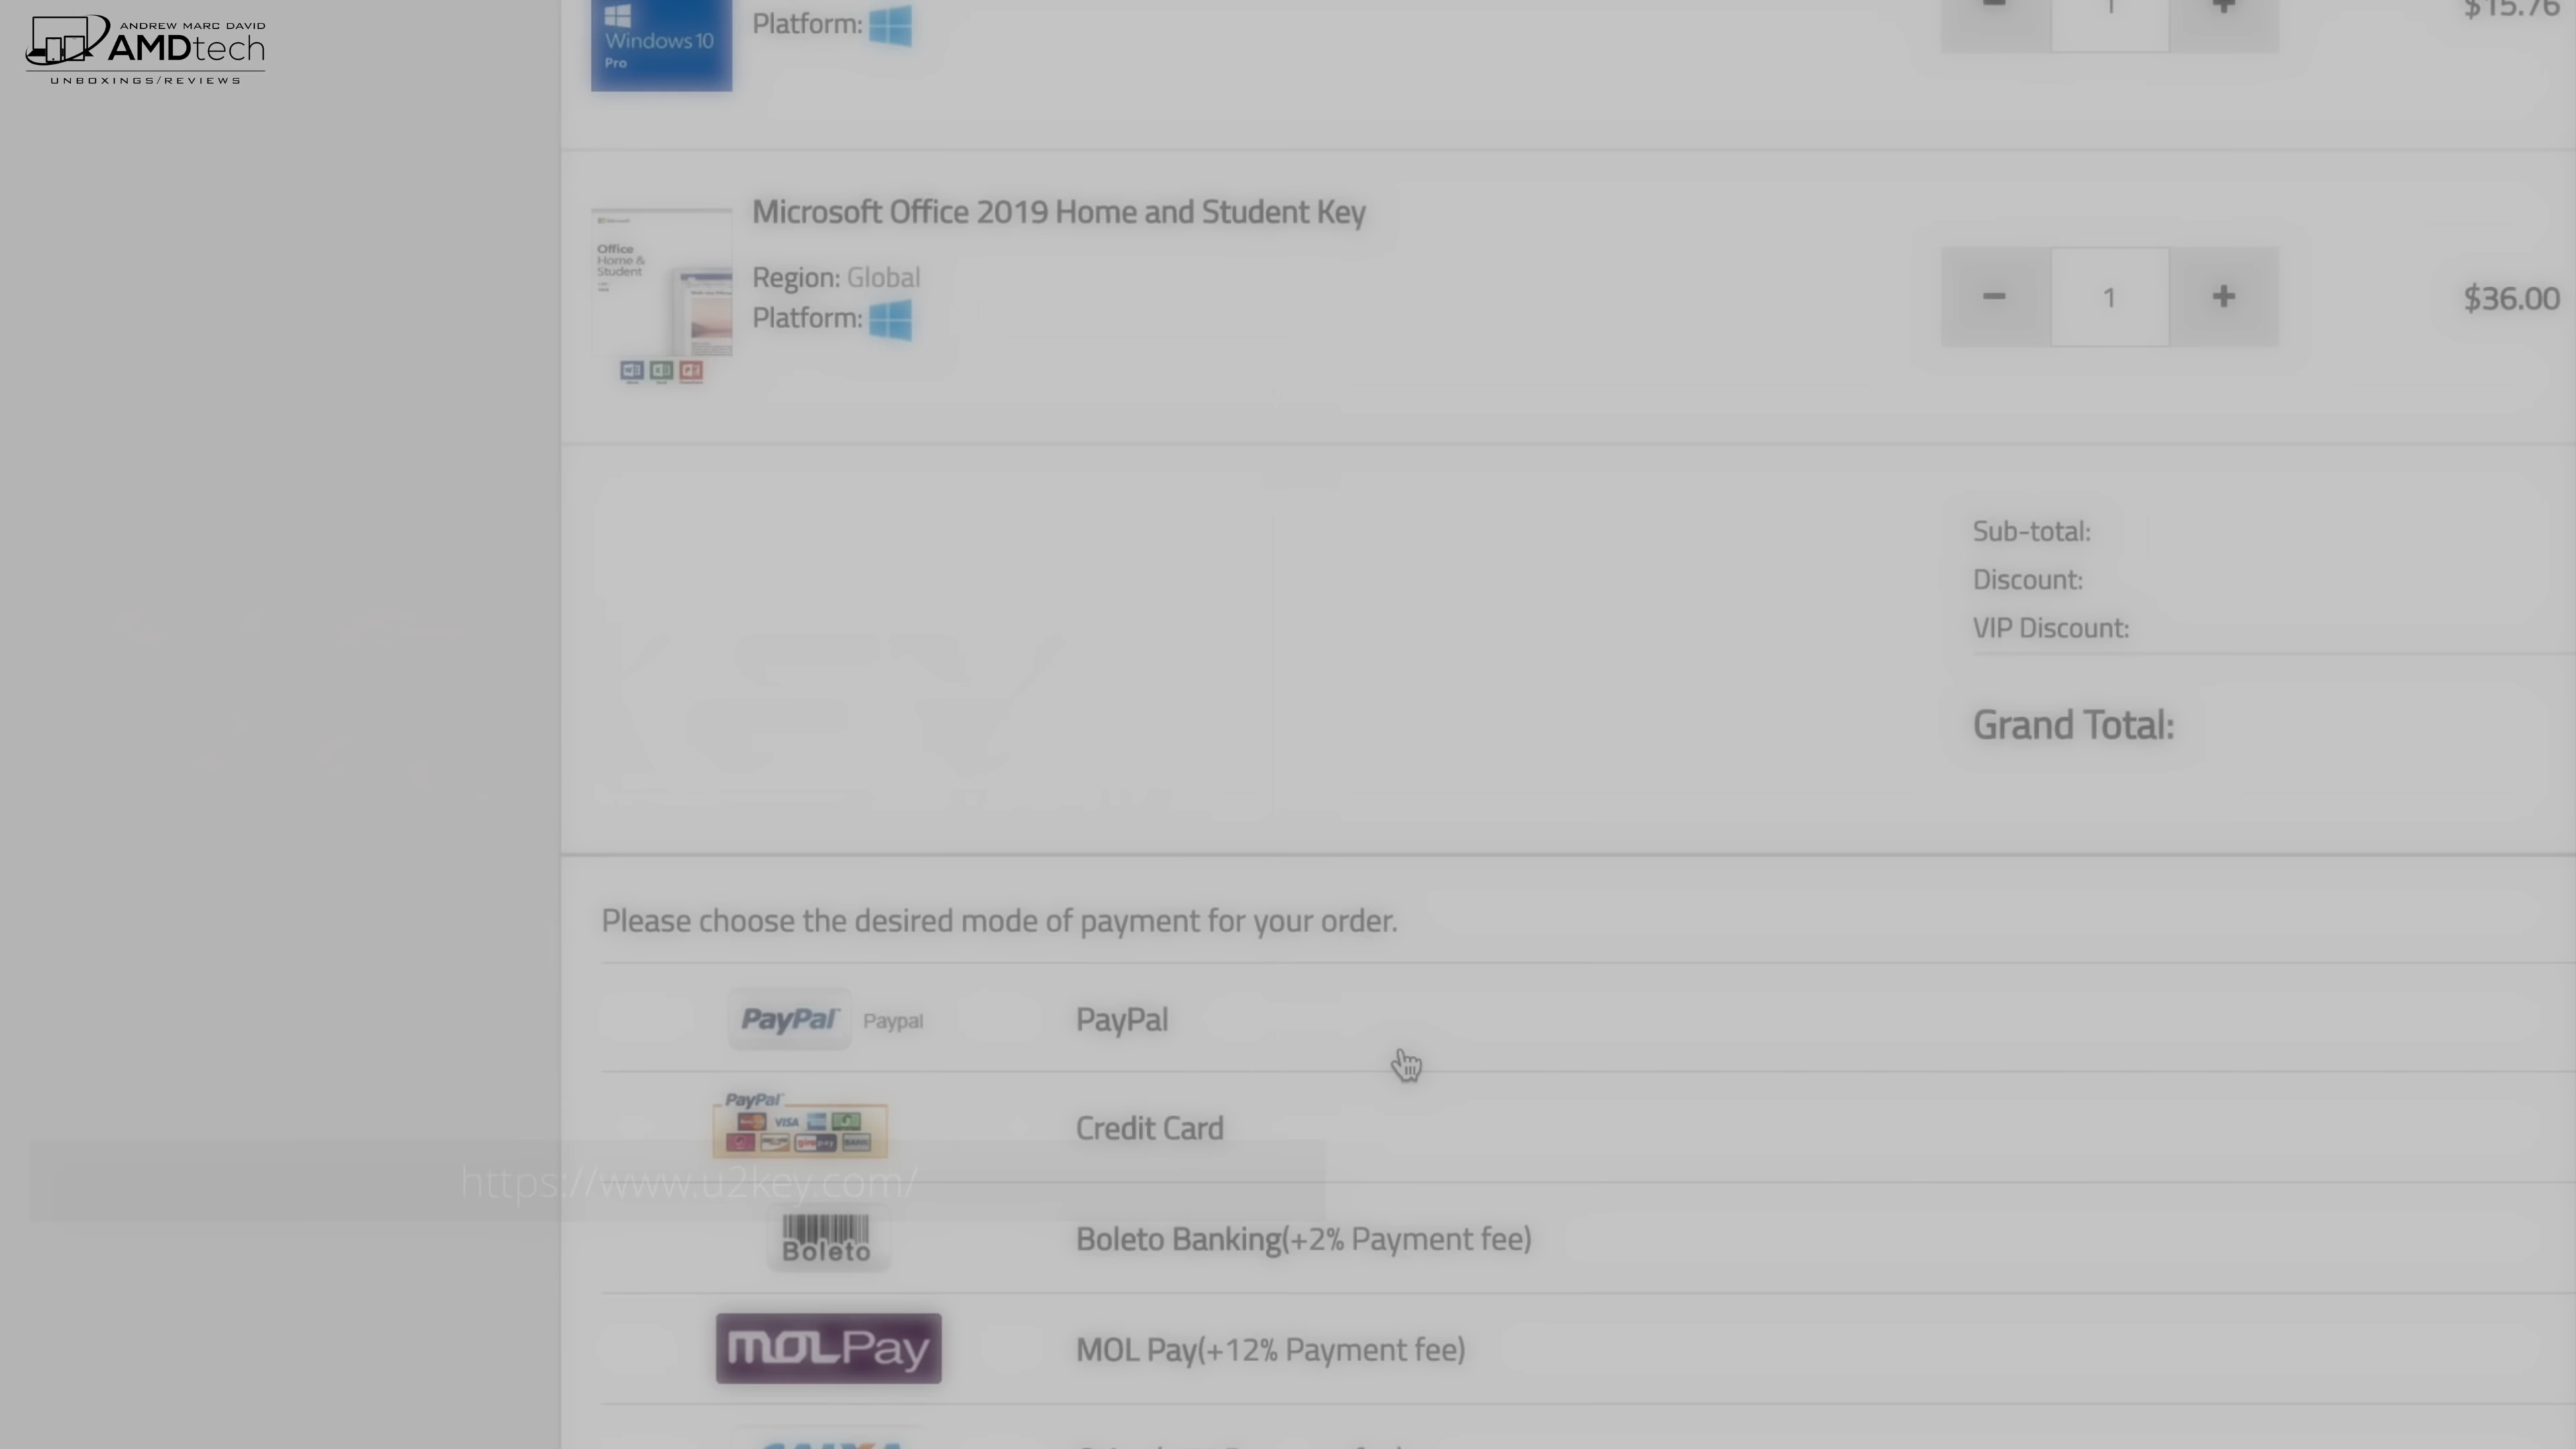 ANDREW MARC DAVID
AMDtech
UNBOXINGS/REVIEWS
Windows 10
Pro
Platform:
1
$15.76
Microsoft Office 2019 Home and Student Key
Office
Home &
Student
Region: Global
Platform:
1
$36.00
Sub-total:
Discount:
VIP Discount:
Grand Total:
Please choose the desired mode of payment for your order.
PayPal Paypal PayPal
PayPal
VISA
Credit Card
https://www.u2key.com/
Boleto
Boleto Banking(+2% Payment fee)
MOLPay
MOL Pay(+12% Payment fee)